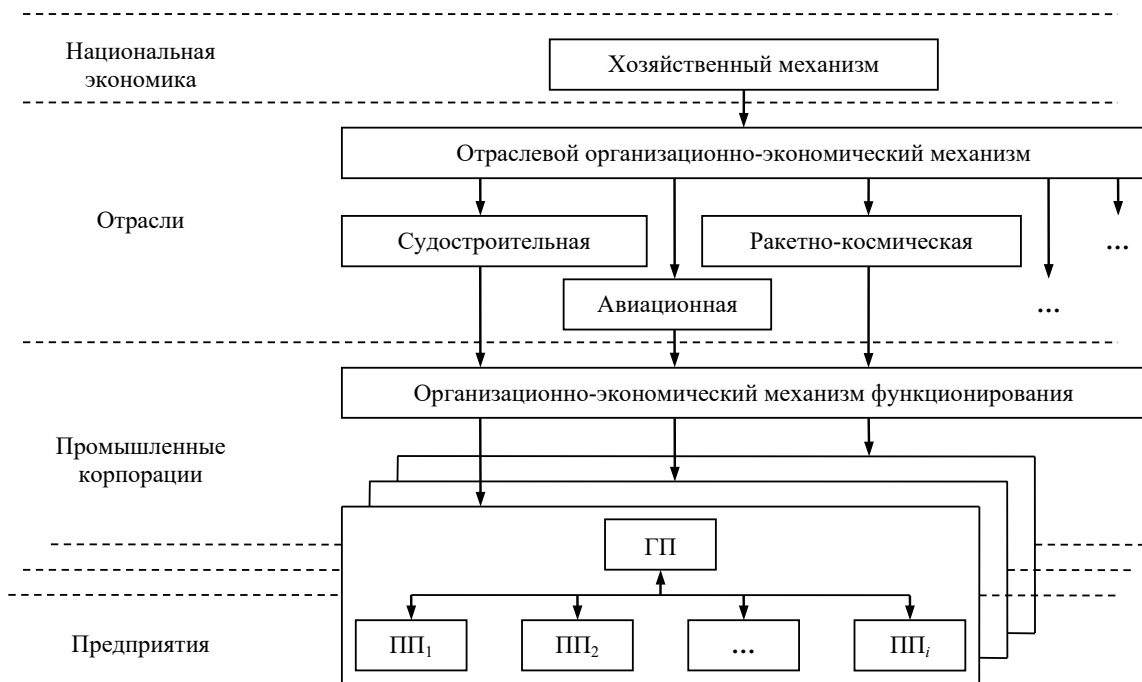 Национальная
экономика
Хозяйственный механизм
Отраслевой организационно-экономический механизм
Отрасли
Судостроительная
Ракетно-космическая
...
Авиационная
...
Организационно-экономический механизм функционирования
Промышленные
корпорации
ГП
Предприятия
ПП1
ПП2
...
ППi